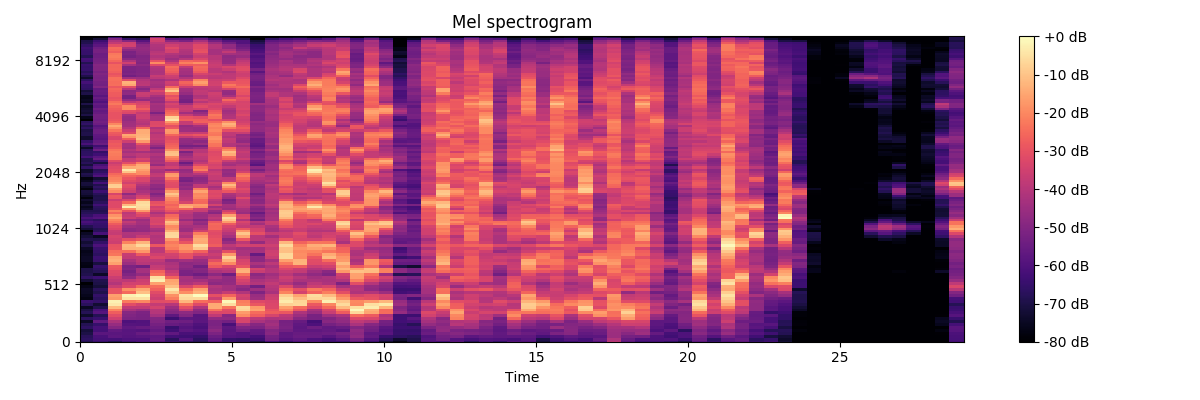 Mel spectrogram
8192
4096
2048
1024
512
0
Hz
0 5 10 15 20 25
Time
+0 dB
-10 dB
-20 dB
-30 dB
-40 dB
-50 dB
-60 dB
-70 dB
-80 dB